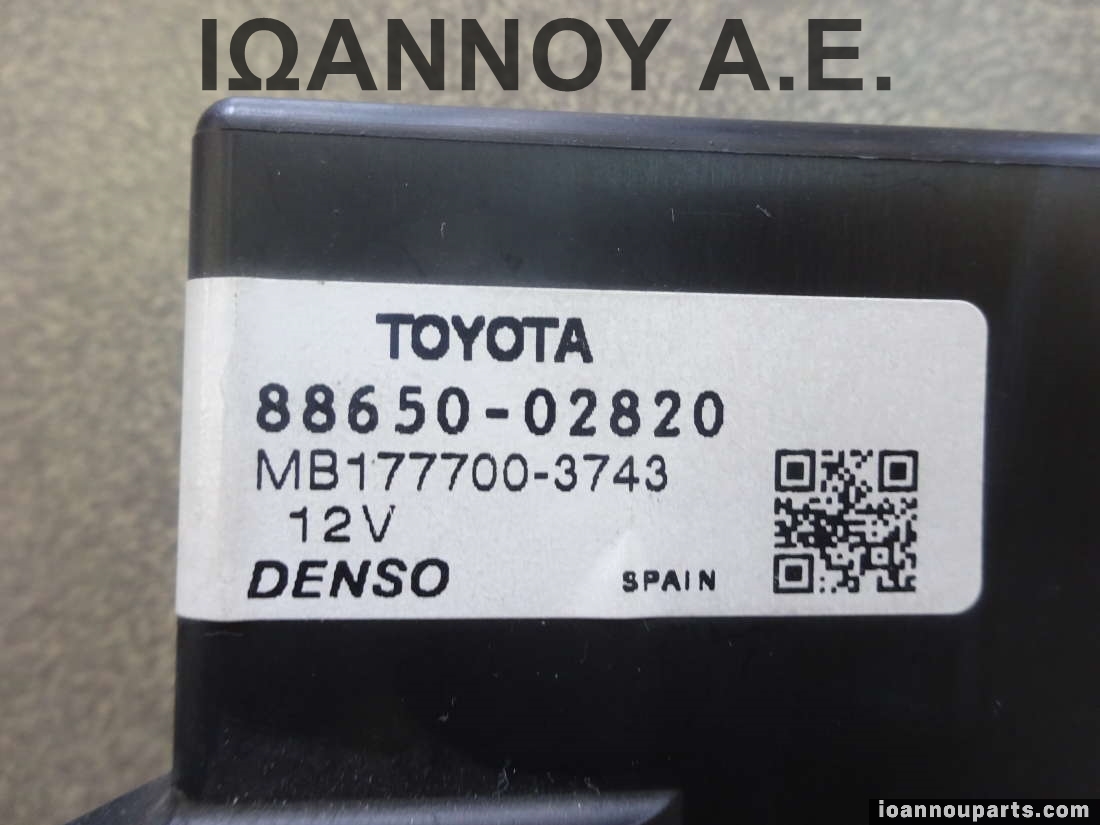 ΙΩΑΝΝΟΥ Α.Ε.
TOYOTA
88650-02820
MB177700-3743
12V
DENSO SPAIN
ioannouparts.com